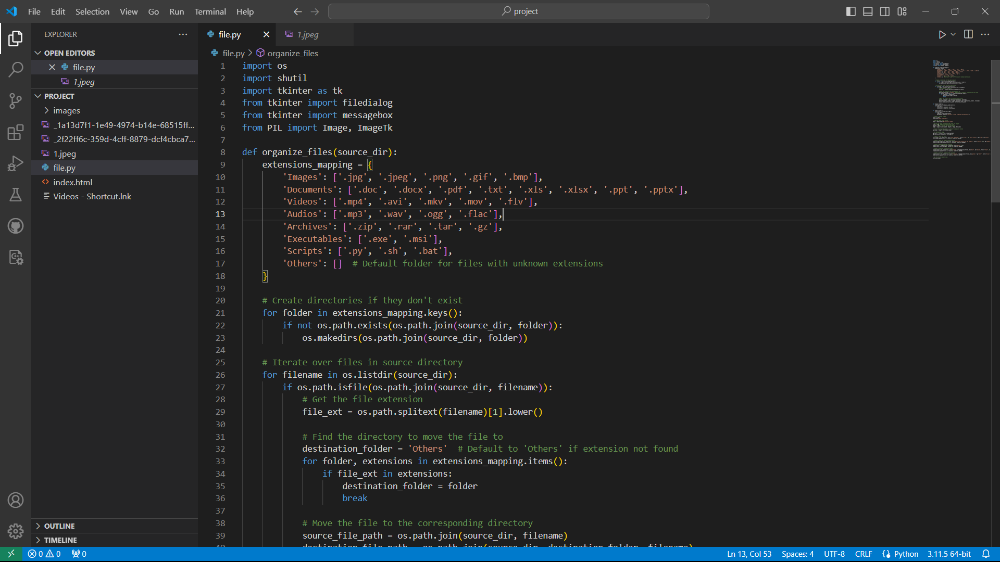 File Edit Selection View Go Run Terminal Help
project
EXPLORER
OPEN EDITORS
file.py
1.jpeg
PROJECT
images
_1a13d7f1-1e49-4974-b14e-68515ff...
_2f22ff6c-359d-4cff-8879-dcf4cbca7...
1.jpeg
file.py
index.html
Videos - Shortcut.lnk
OUTLINE
TIMELINE
file.py 1.jpeg
file.py > organize_files
1 import os
2 import shutil
3 import tkinter as tk
4 from tkinter import filedialog
5 from tkinter import messagebox
6 from PIL import Image, ImageTk
7
8 def organize_files(source_dir):
9 extensions_mapping = {
10 'Images': ['.jpg', '.jpeg', '.png', '.gif', '.bmp'],
11 'Documents': ['.doc', '.docx', '.pdf', '.txt', '.xls', '.xlsx', '.ppt', '.pptx'],
12 'Videos': ['.mp4', '.avi', '.mkv', '.mov', '.flv'],
13 'Audios': ['.mp3', '.wav', '.ogg', '.flac'],
14 'Archives': ['.zip', '.rar', '.tar', '.gz'],
15 'Executables': ['.exe', '.msi'],
16 'Scripts': ['.py', '.sh', '.bat'],
17 'Others': [] # Default folder for files with unknown extensions
18 }
19
20 # Create directories if they don't exist
21 for folder in extensions_mapping.keys():
22 if not os.path.exists(os.path.join(source_dir, folder)):
23 os.makedirs(os.path.join(source_dir, folder))
24
25 # Iterate over files in source directory
26 for filename in os.listdir(source_dir):
27 if os.path.isfile(os.path.join(source_dir, filename)):
28 # Get the file extension
29 file_ext = os.path.splitext(filename)[1].lower()
30
31 # Find the directory to move the file to
32 destination_folder = 'Others' # Default to 'Others' if extension not found
33 for folder, extensions in extensions_mapping.items():
34 if file_ext in extensions:
35 destination_folder = folder
36 break
37
38 # Move the file to the corresponding directory
39 source_file_path = os.path.join(source_dir, filename)
40 destination_file_path = os.path.join(source_dir, destination_folder, filename)
0 0 0
Ln 13, Col 53 Spaces: 4 UTF-8 CRLF Python 3.11.5 64-bit